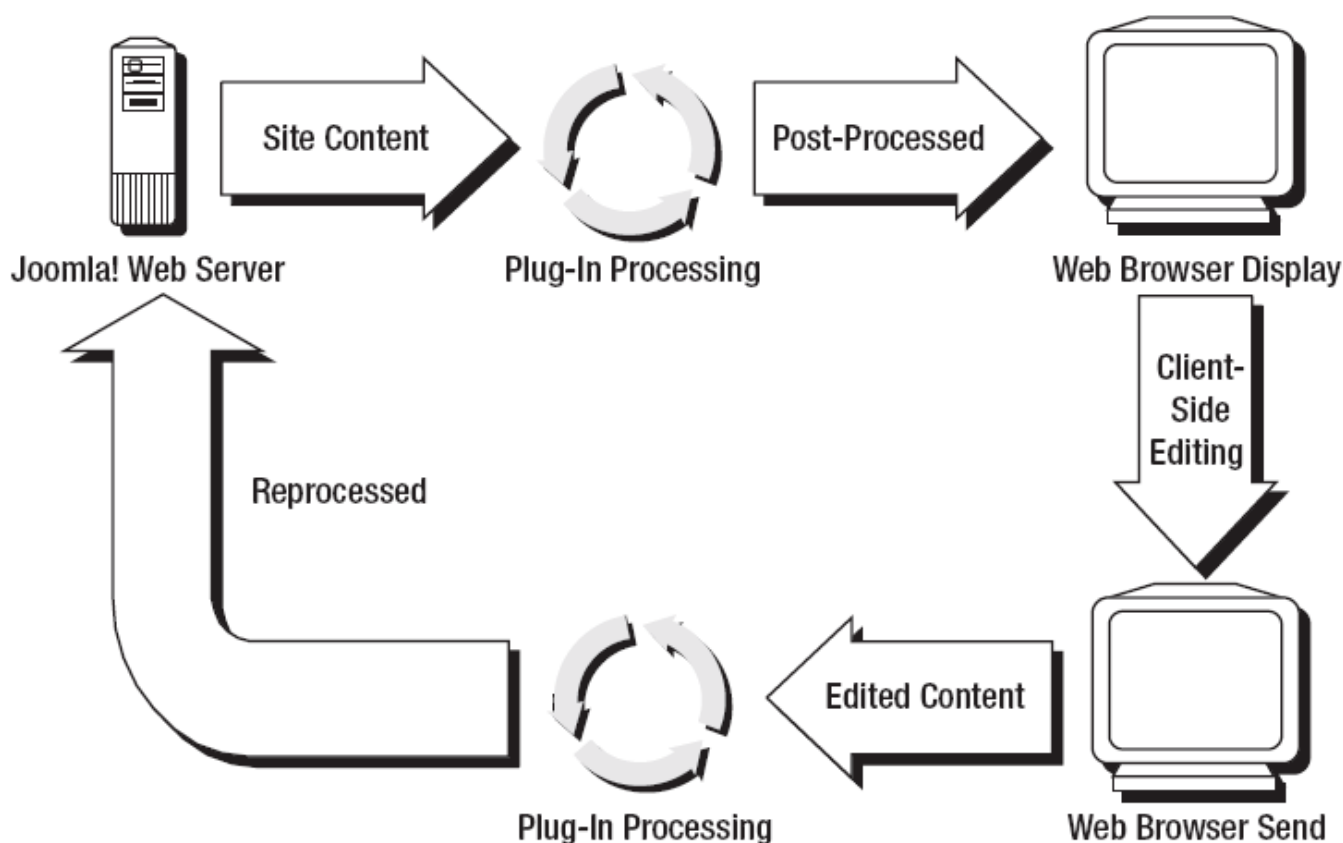 Site Content
Post-Processed
Joomla! Web Server
Plug-In Processing
Web Browser Display
Client-
Side
Editing
Reprocessed
Edited Content
Plug-In Processing
Web Browser Send